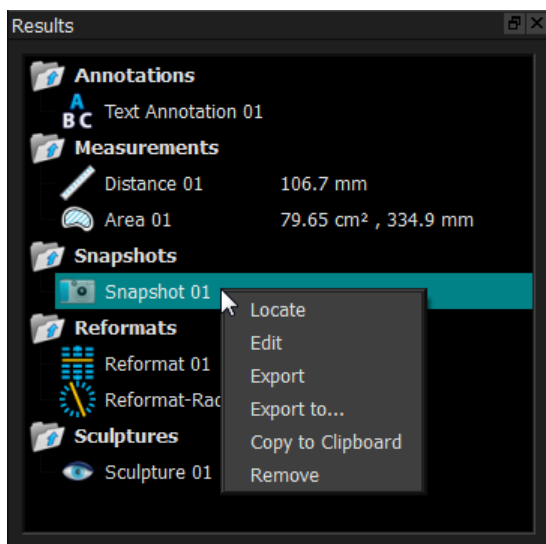 Results
Annotations
A
B C
Text Annotation 01
Measurements
Distance 01 106.7 mm
Area 01 79.65 cm² , 334.9 mm
Snapshots
Snapshot 01
Reformats
Reformat 01
Reformat-Rad
Sculptures
Sculpture 01
Locate
Edit
Export
Export to...
Copy to Clipboard
Remove